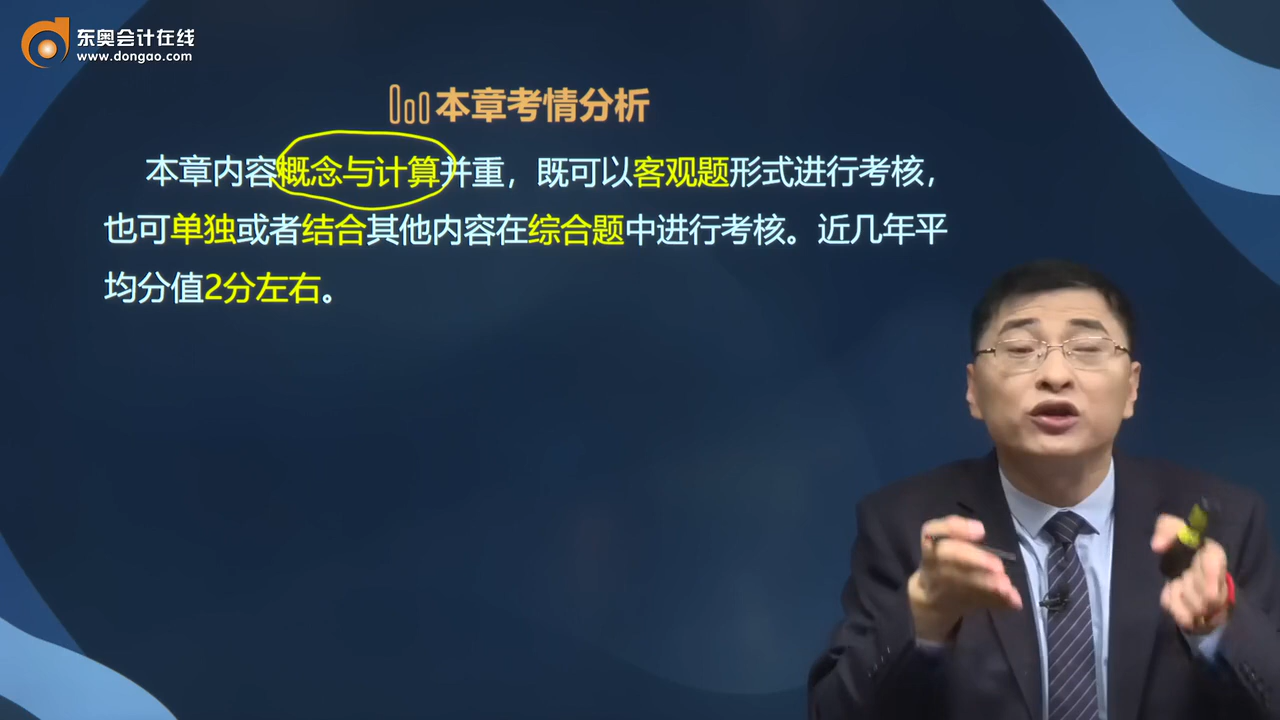 东奥会计在线
www.dongao.com
本章考情分析
本章内容概念与计算并重，既可以客观题形式进行考核，
也可单独或者结合其他内容在综合题中进行考核。近几年平
均分值2分左右。